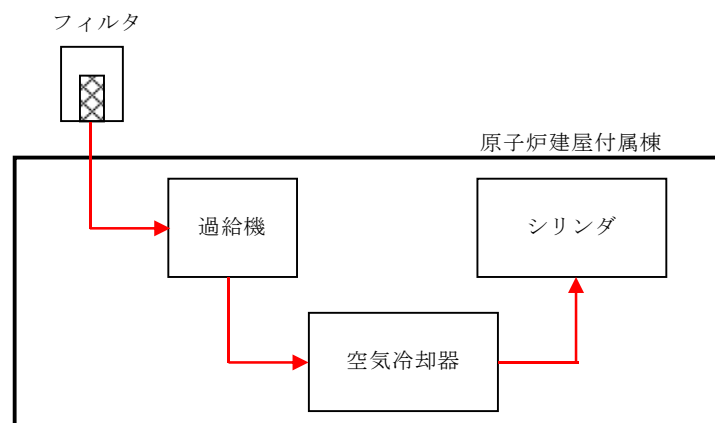 フィルタ
原子炉建屋付属棟
過給機
シリンダ
空気冷却器